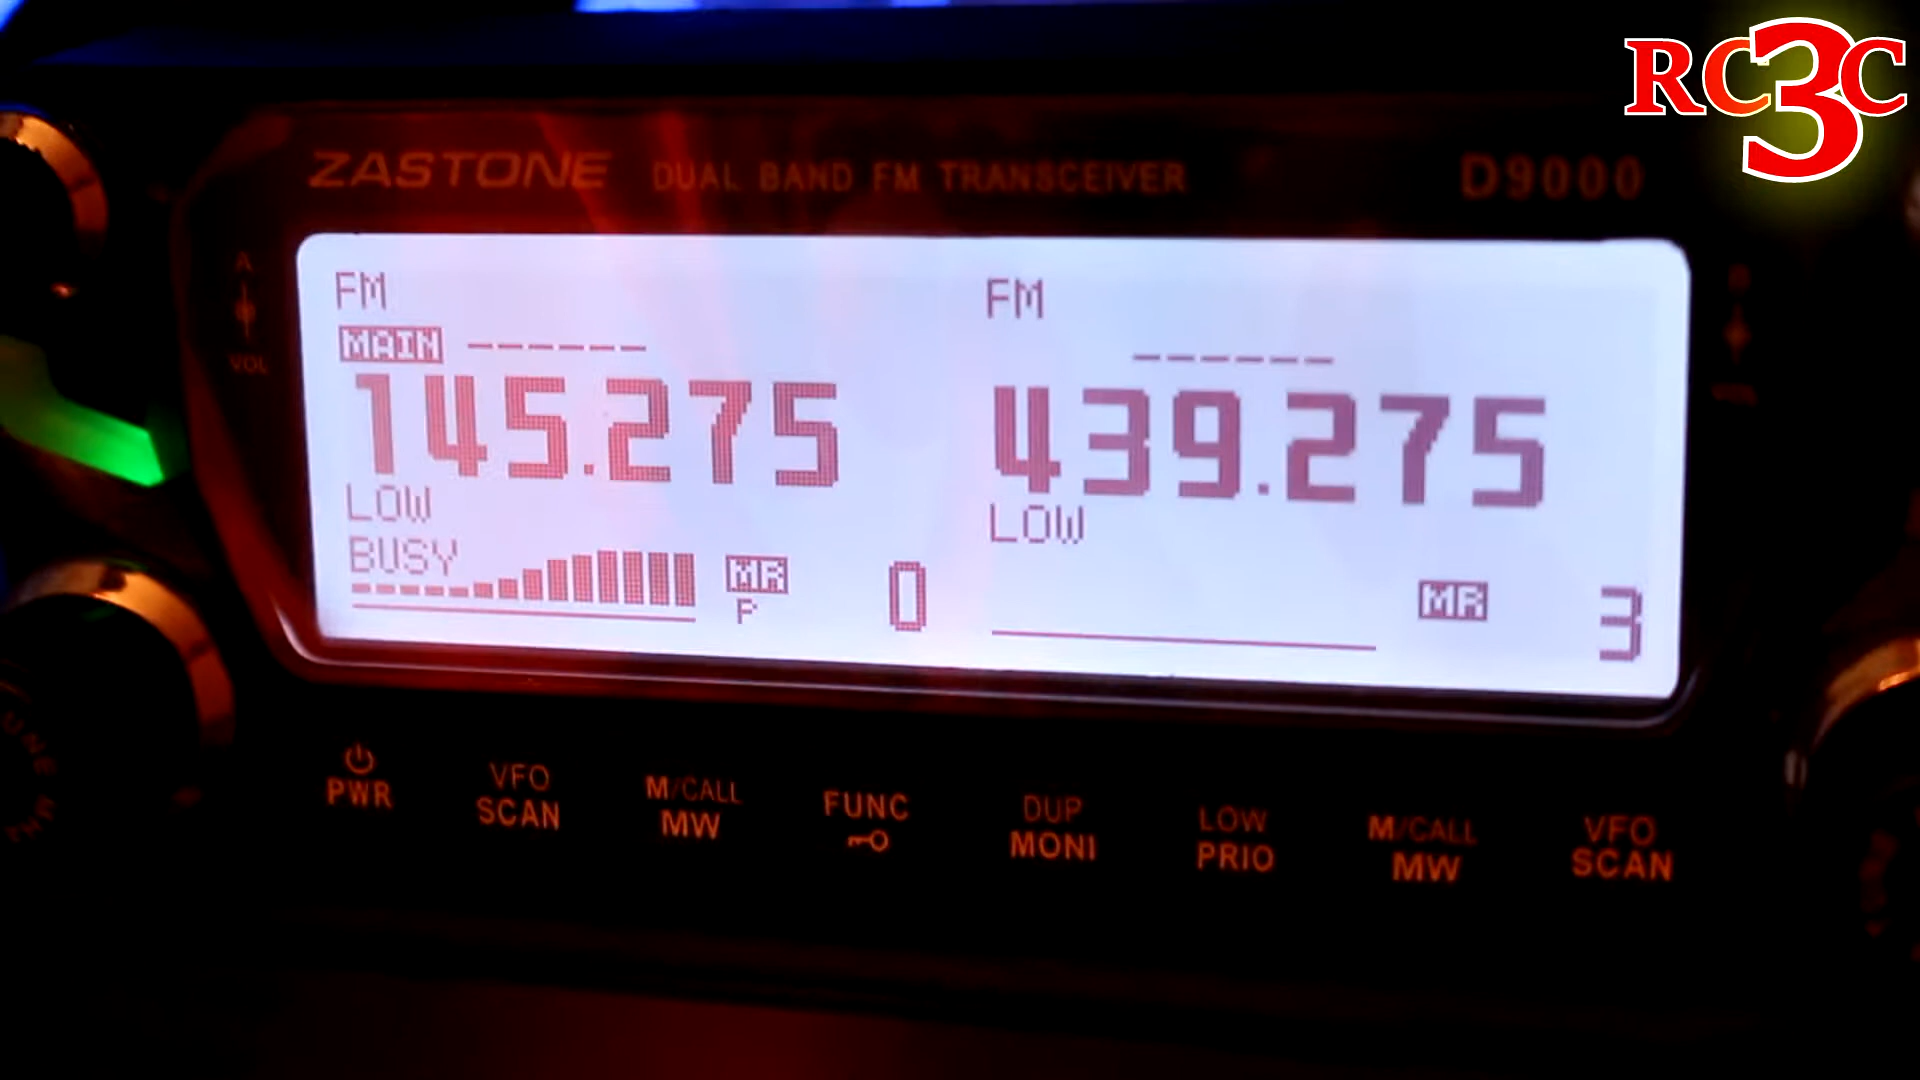 RC3C
ZASTONE DUAL BAND FM TRANSCEIVER D9000
A
VOL
FM
MAIN ------
145.275
LOW
BUSY
MR
P
0
FM
------
439.275
LOW
MR
3
PWR
VFO
SCAN
M/CALL
MW
FUNC
DUP
MONI
LOW
PRIO
M/CALL
MW
VFO
SCAN